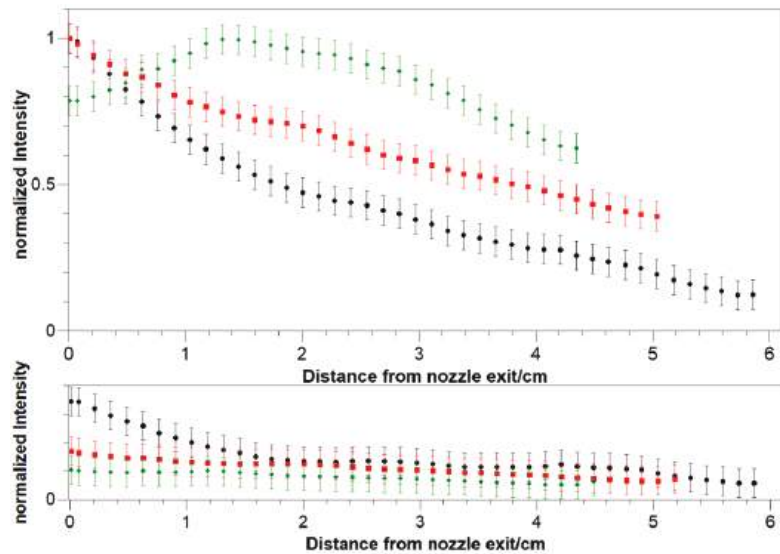 normalized Intensity
1
0.5
0
0 1 2 3 4 5 6
Distance from nozzle exit/cm
normalized Intensity
0
0 1 2 3 4 5 6
Distance from nozzle exit/cm